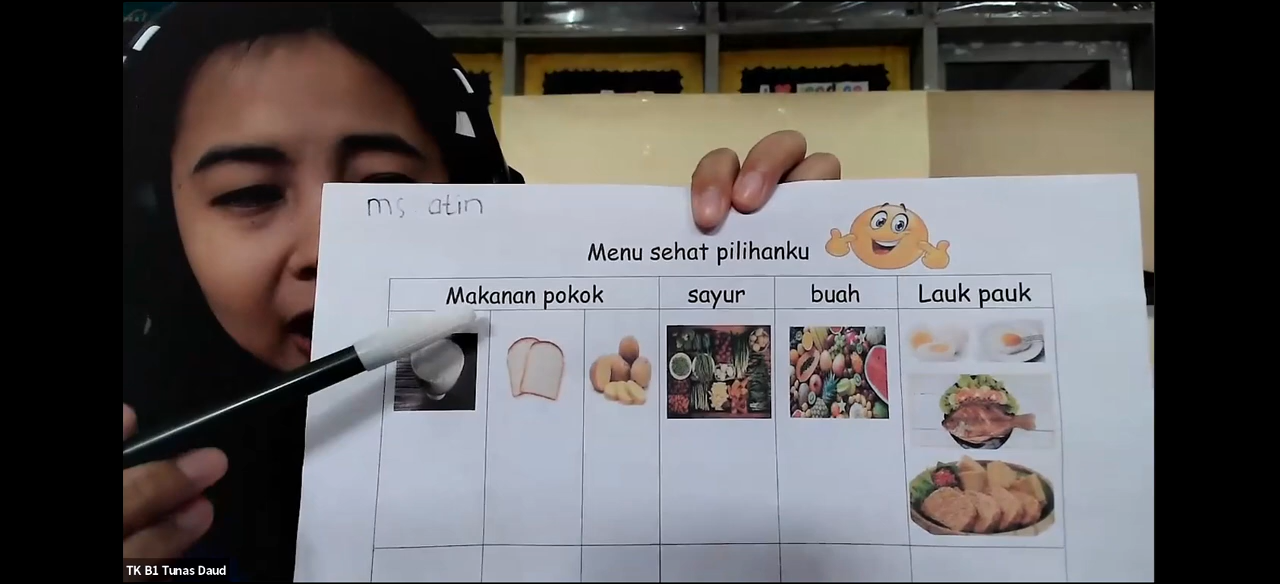 ms atin
Menu sehat pilihanku
Makanan pokok sayur buah Lauk pauk
TK B1 Tunas Daud